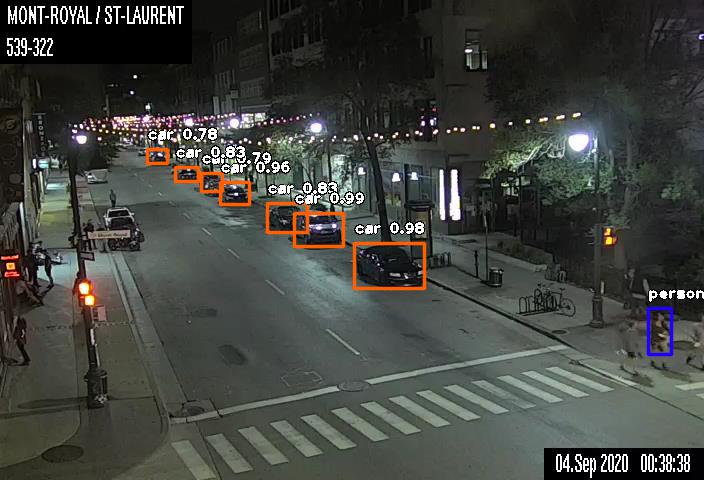 MONT-ROYAL / ST-LAURENT
539-322
car 0.78
car 0.83
0.79
car 0.96
car 0.83
car 0.99
car 0.98
person
04.Sep 2020 00:38:38